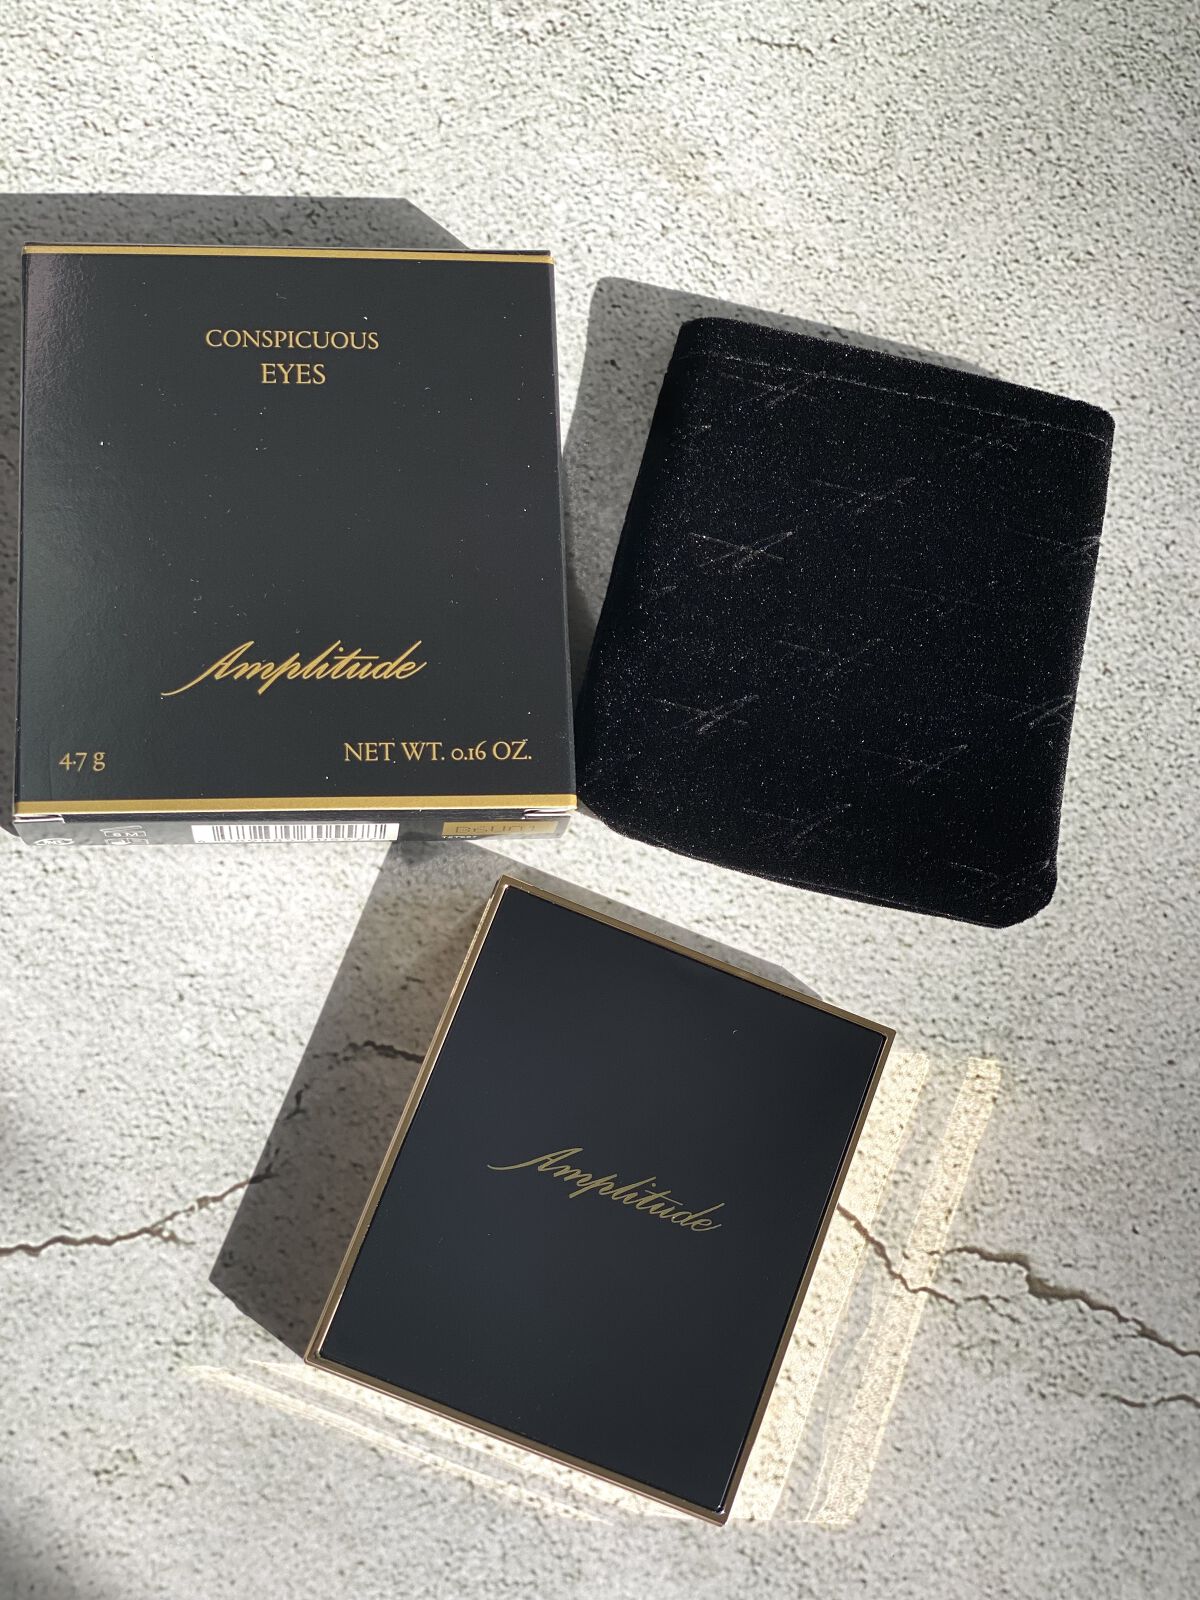 CONSPICUOUS
EYES
Amplitude
4.7 g
NET WT. 0.16 OZ.
Amplitude